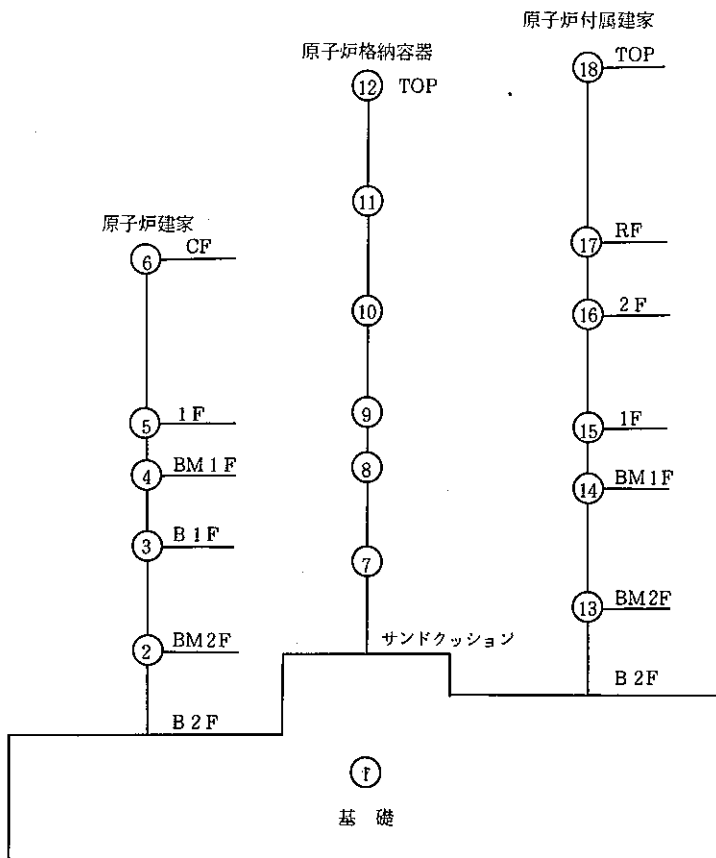 原子炉付属建家
18 TOP
原子炉格納容器
12 TOP
11
原子炉建家
6 CF
17 RF
10
16 2F
9
5 1F
15 1F
8
4 BM1F
14 BM1F
3 B1F
7
13 BM2F
サンドクッション
2 BM2F
B2F
B2F
1
基礎